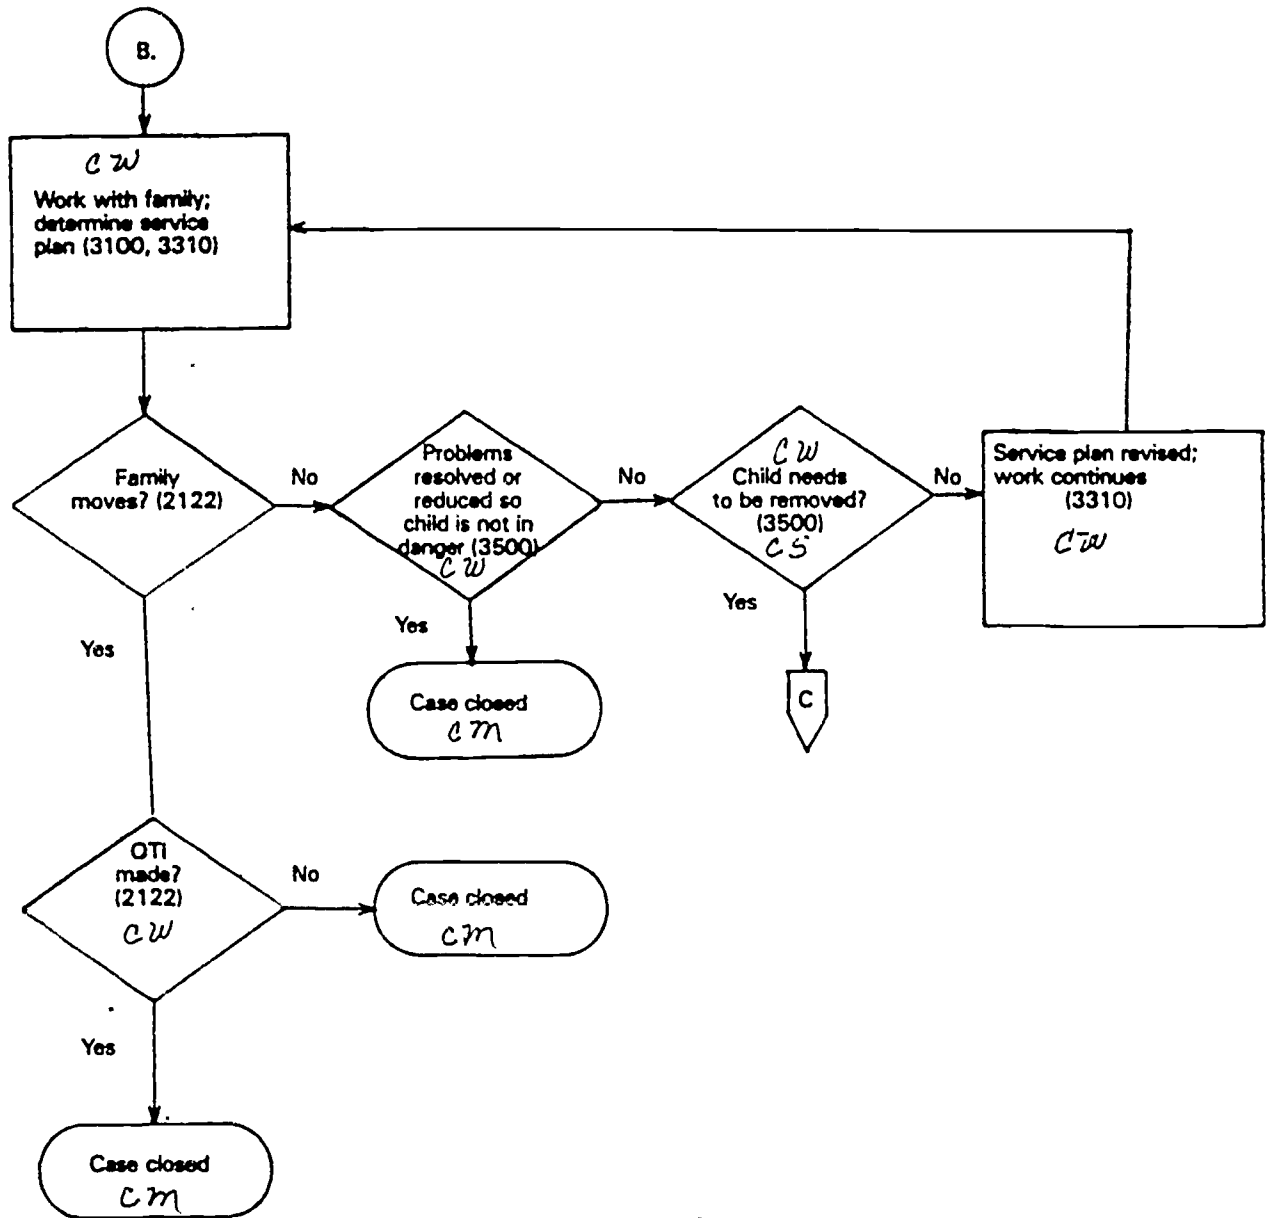 B.
CW
Work with family;
determine service
plan (3100, 3310)
Family
moves? (2122)
No
Problems
resolved or
reduced so
child is not in
danger (3500)
CW
No
CW
Child needs
to be removed?
(3500)
CS
No
Service plan revised;
work continues
(3310)
CW
Yes
Yes
Yes
Case closed
CM
C
OTI
made?
(2122)
CW
No
Case closed
CM
Yes
Case closed
CM